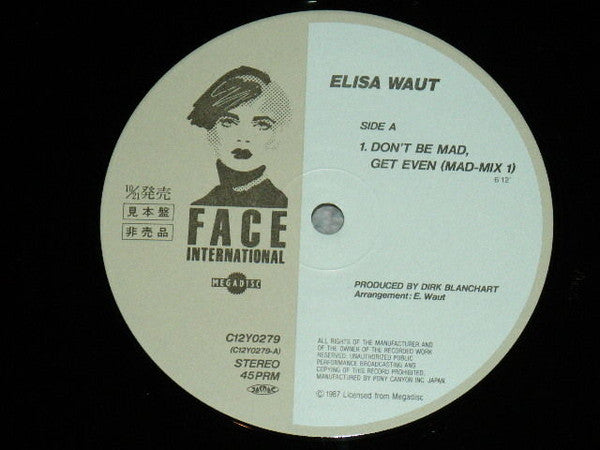 ELISA WAUT
SIDE A
1. DON'T BE MAD,
GET EVEN (MAD-MIX 1)
6'12"
発売
見本盤
非売品
FACE
INTERNATIONAL
MEGADISC
PRODUCED BY DIRK BLANCHART
Arrangement: E. Waut
C12Y0279
(C12Y0279-A)
STEREO
45PRM
ALL RIGHTS OF THE MANUFACTURER AND
OF THE OWNER OF THE RECORDED WORK
RESERVED. UNAUTHORIZED PUBLIC
PERFORMANCE BROADCASTING AND
COPYING OF THIS RECORD PROHIBITED.
MANUFACTURED BY PONY CANYON INC. JAPAN.
© 1987 Licensed from Megadisc